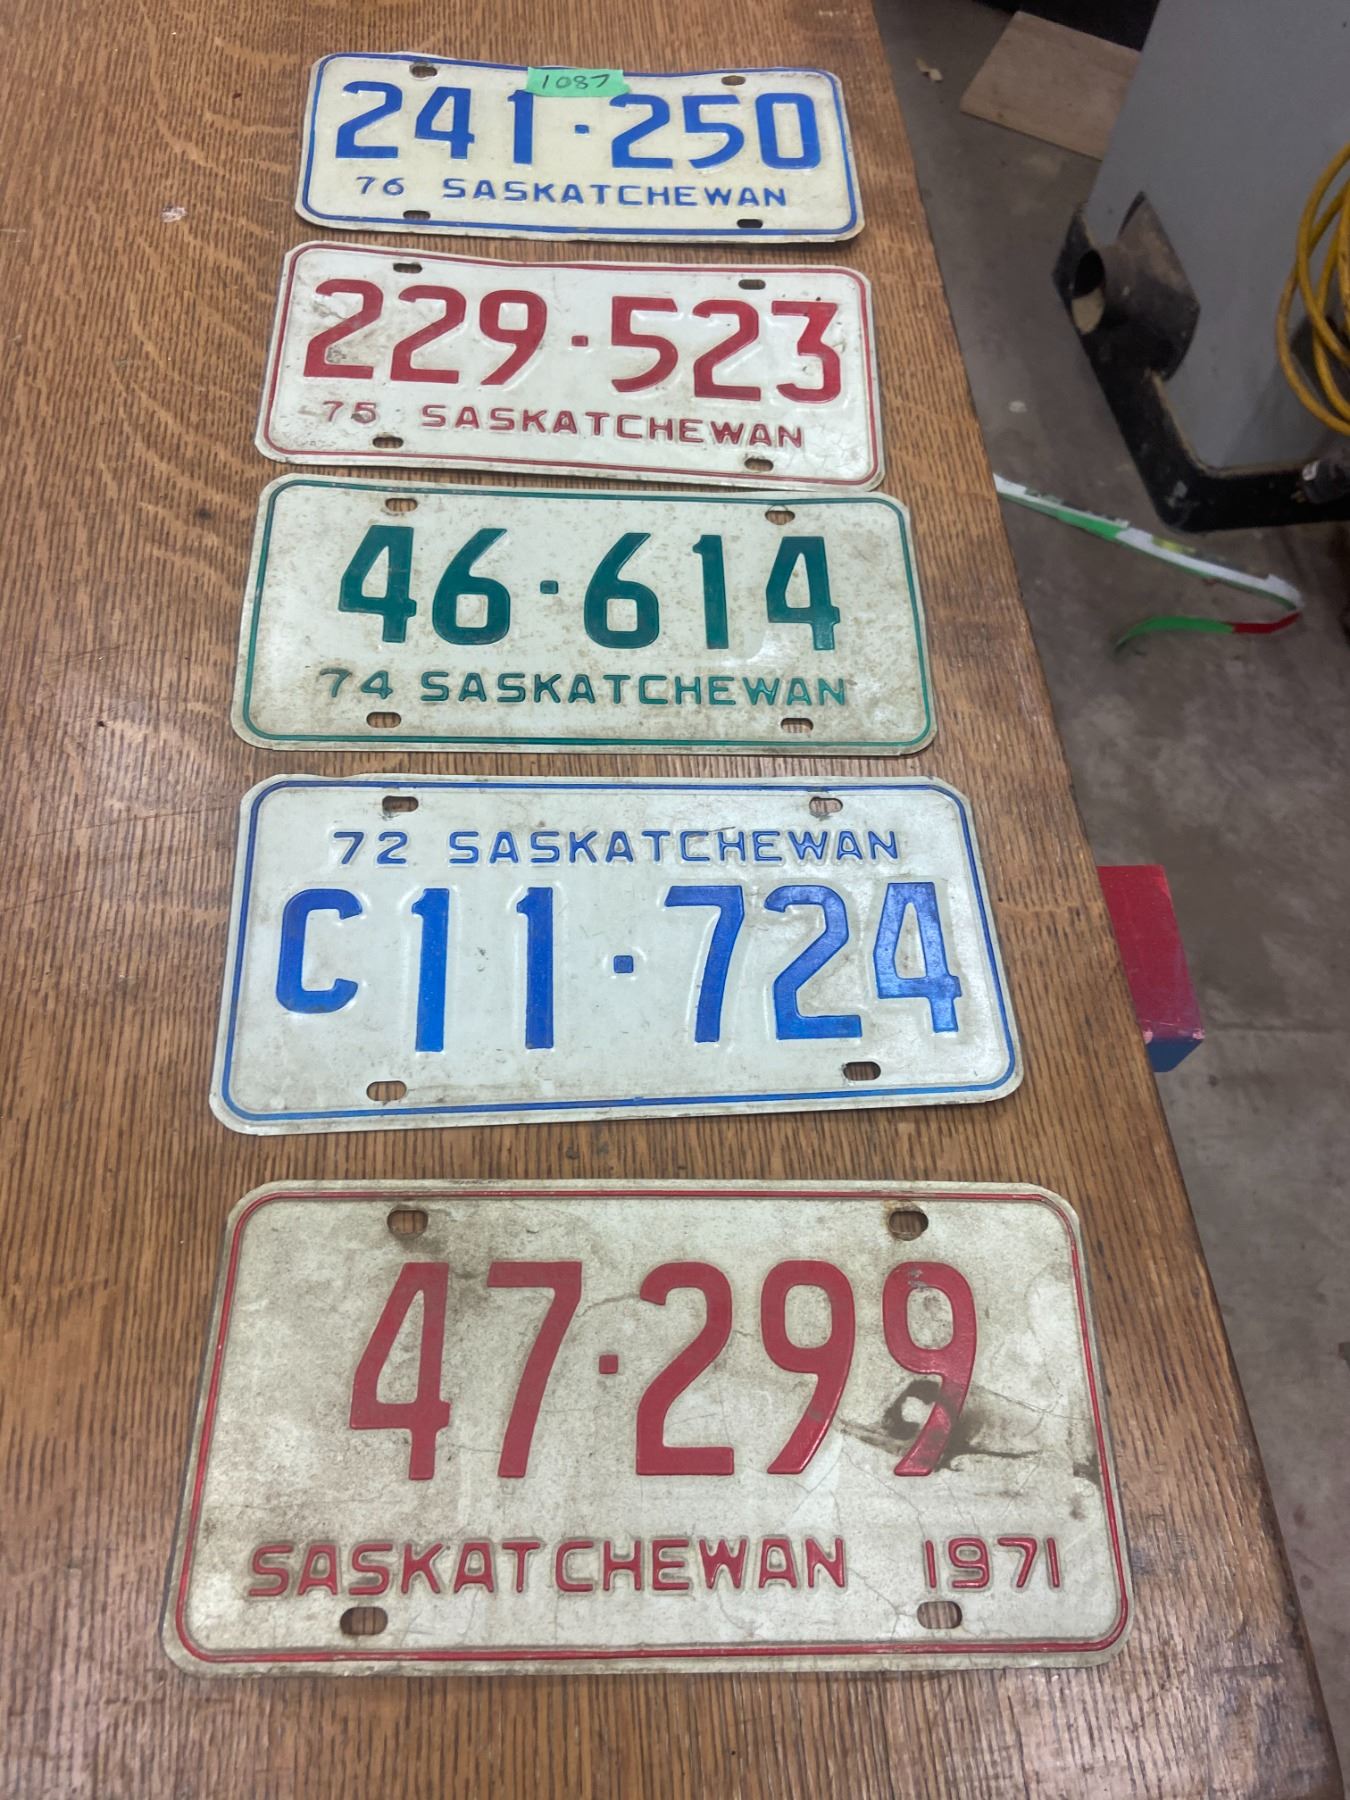 1087
241·250
76 SASKATCHEWAN
229·523
75 SASKATCHEWAN
46·614
74 SASKATCHEWAN
72 SASKATCHEWAN
C11·724
47·299
SASKATCHEWAN 1971